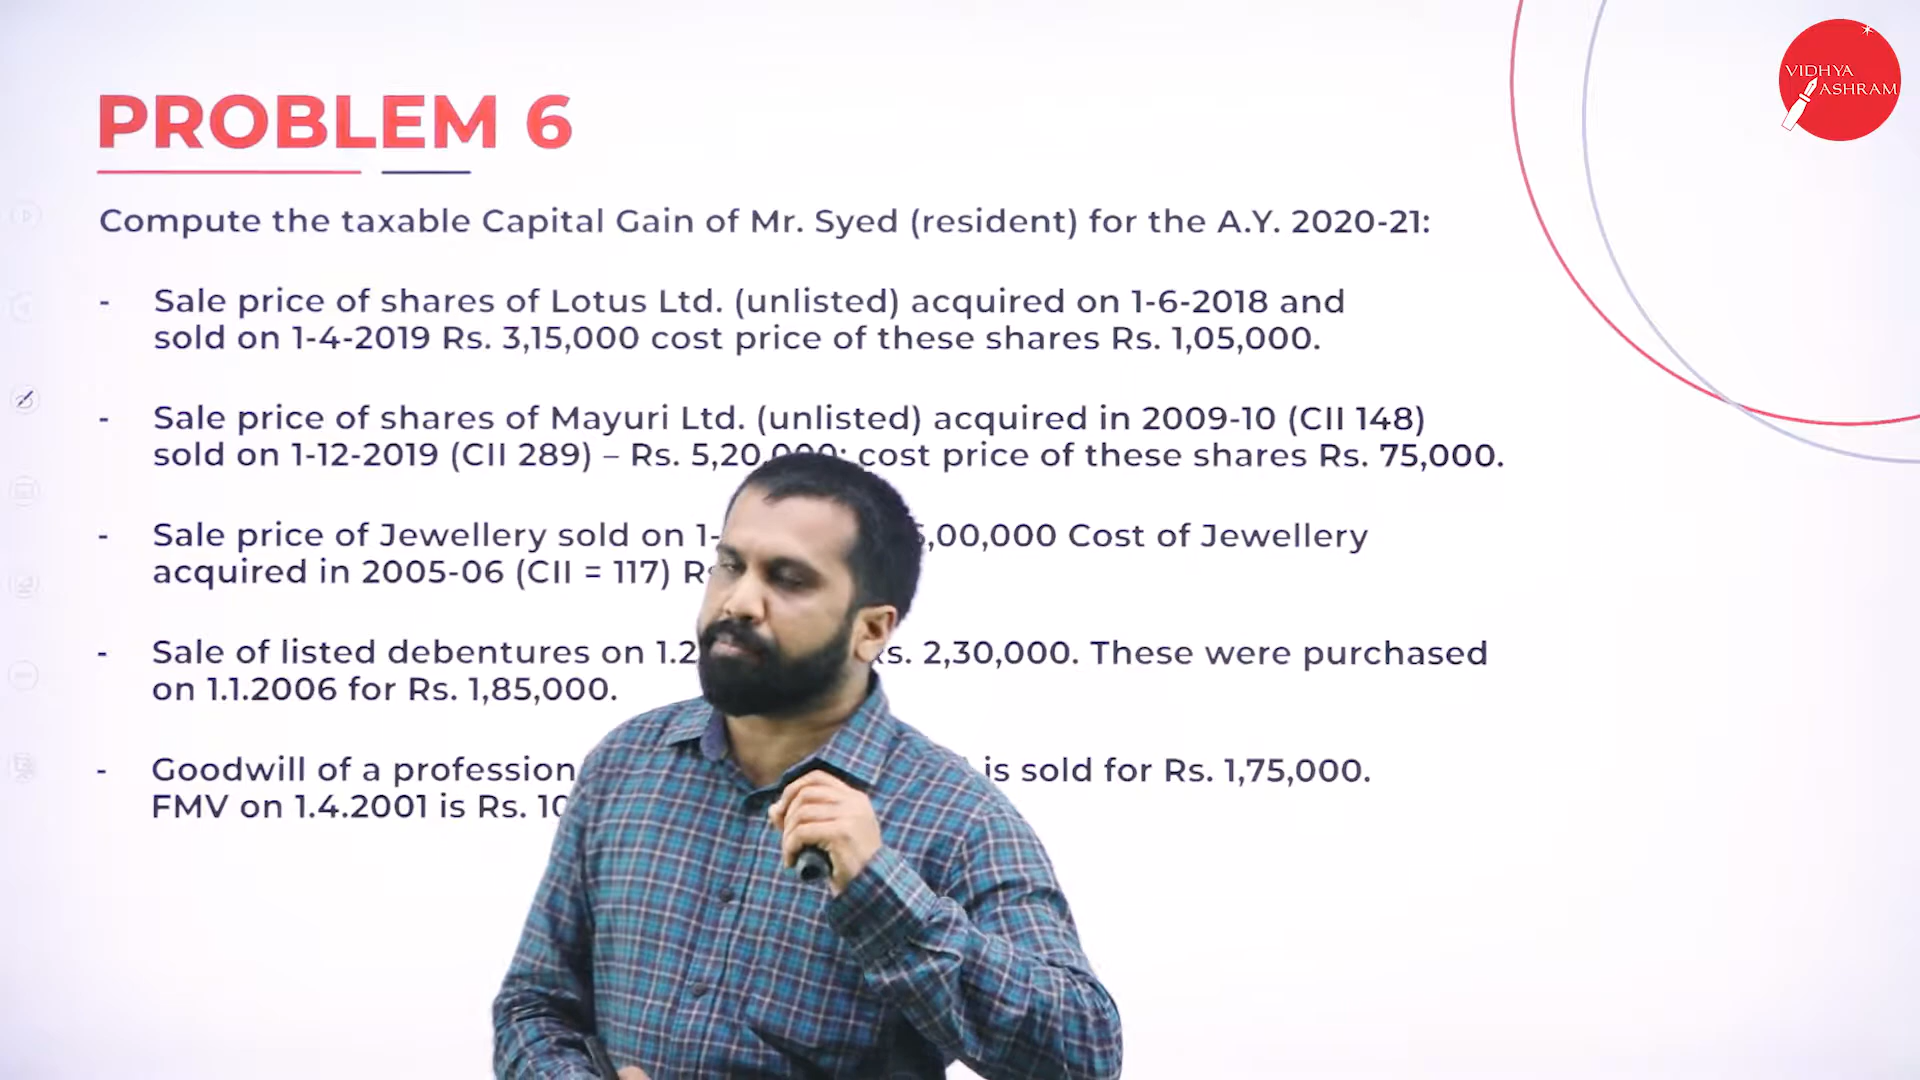 VIDHYA
ASHRAM
PROBLEM 6
Compute the taxable Capital Gain of Mr. Syed (resident) for the A.Y. 2020-21:
- Sale price of shares of Lotus Ltd. (unlisted) acquired on 1-6-2018 and
sold on 1-4-2019 Rs. 3,15,000 cost price of these shares Rs. 1,05,000.
- Sale price of shares of Mayuri Ltd. (unlisted) acquired in 2009-10 (CII 148)
sold on 1-12-2019 (CII 289) – Rs. 5,20,000; cost price of these shares Rs. 75,000.
- Sale price of Jewellery sold on 1- ,00,000 Cost of Jewellery
acquired in 2005-06 (CII = 117)
- Sale of listed debentures on 1.2 Rs. 2,30,000. These were purchased
on 1.1.2006 for Rs. 1,85,000.
- Goodwill of a profession is sold for Rs. 1,75,000.
FMV on 1.4.2001 is Rs. 10